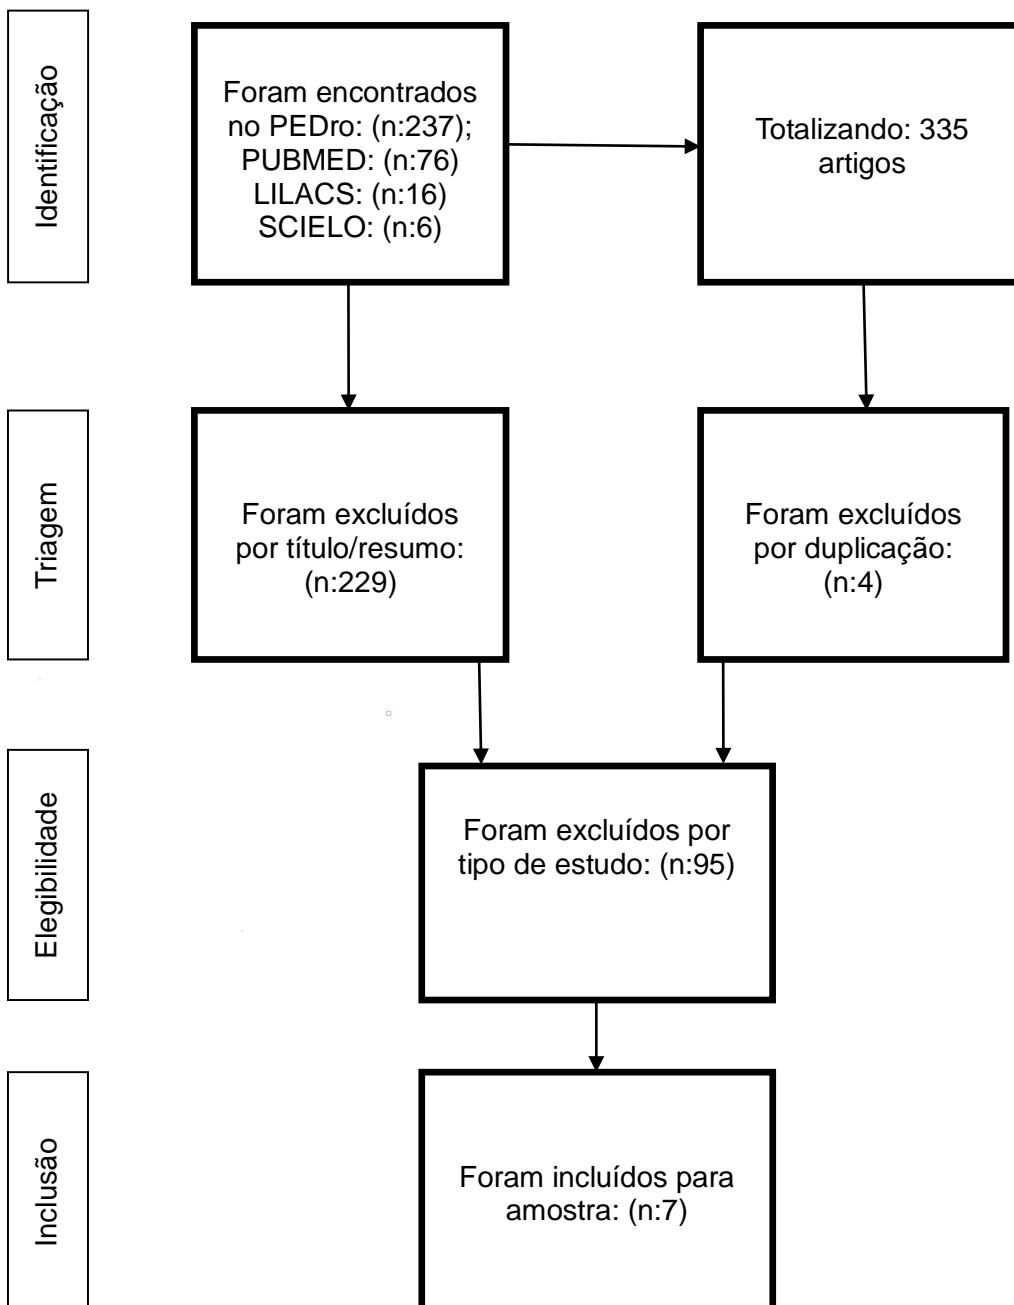 Identificação
Foram encontrados
no PEDro: (n:237);
PUBMED: (n:76)
LILACS: (n:16)
SCIELO: (n:6)
Totalizando: 335
artigos
Triagem
Foram excluídos
por título/resumo:
(n:229)
Foram excluídos
por duplicação:
(n:4)
Elegibilidade
Foram excluídos por
tipo de estudo: (n:95)
Inclusão
Foram incluídos para
amostra: (n:7)